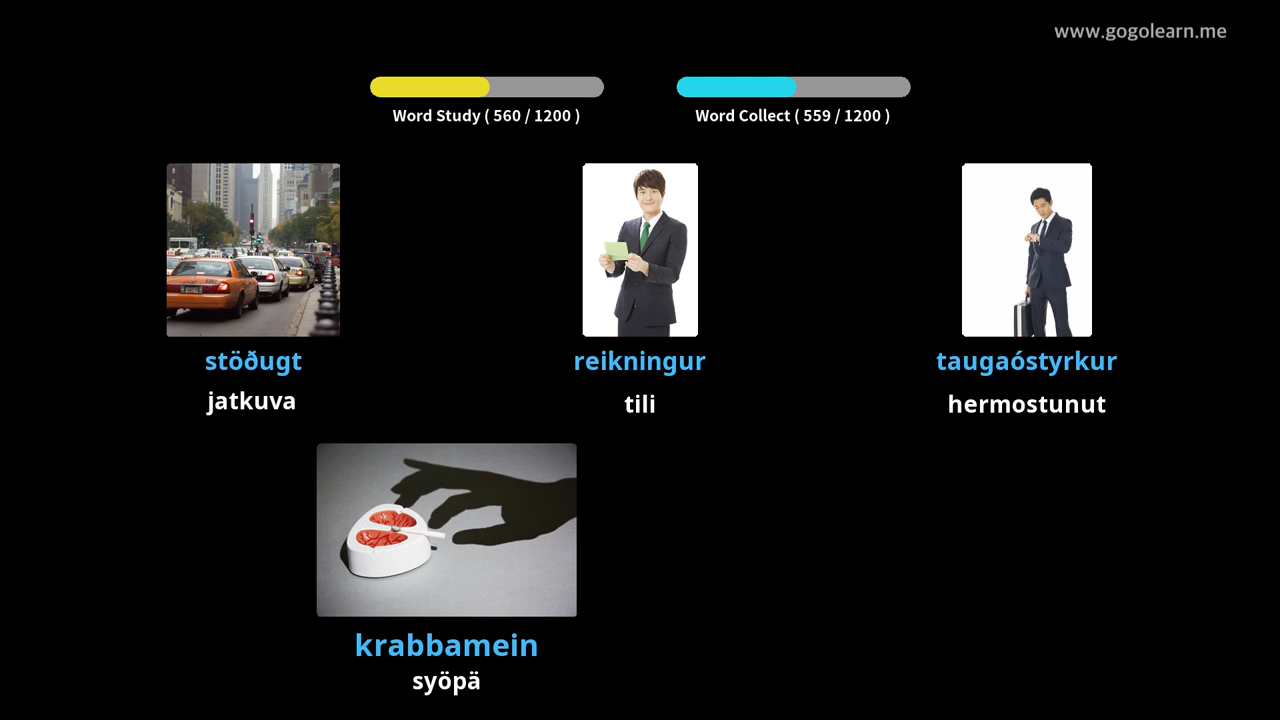 www.gogolearn.me
Word Study ( 560 / 1200 )
Word Collect ( 559 / 1200 )
stöðugt
jatkuva
reikningur
tili
taugaóstyrkur
hermostunut
krabbamein
syöpä